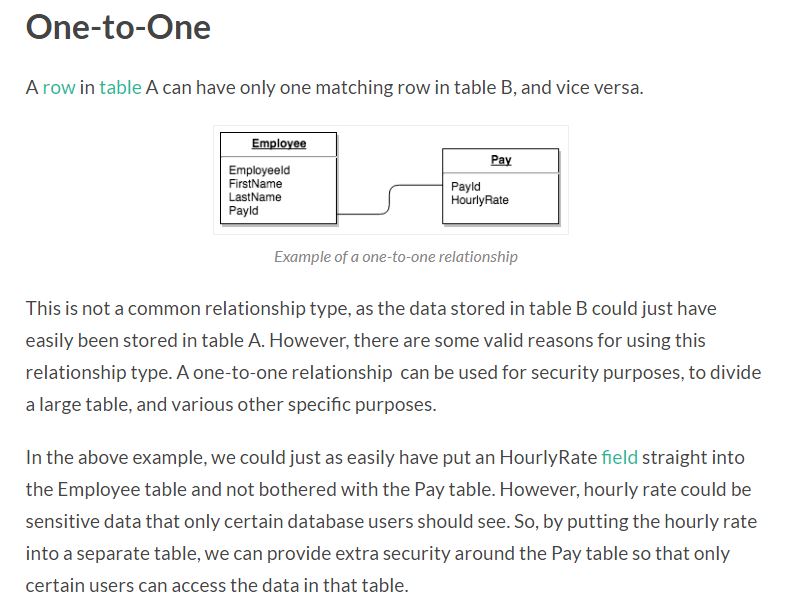 One-to-One
A row in table A can have only one matching row in table B, and vice versa.
Employee
EmployeeId
FirstName
LastName
PayId
Pay
PayId
HourlyRate
Example of a one-to-one relationship
This is not a common relationship type, as the data stored in table B could just have
easily been stored in table A. However, there are some valid reasons for using this
relationship type. A one-to-one relationship  can be used for security purposes, to divide
a large table, and various other specific purposes.
In the above example, we could just as easily have put an HourlyRate field straight into
the Employee table and not bothered with the Pay table. However, hourly rate could be
sensitive data that only certain database users should see. So, by putting the hourly rate
into a separate table, we can provide extra security around the Pay table so that only
certain users can access the data in that table.